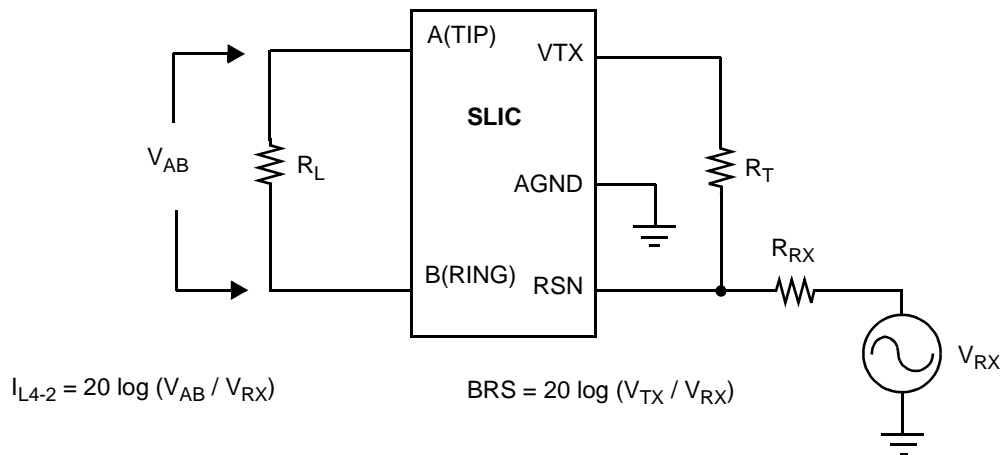 A(TIP)
VTX
SLIC
V_AB
R_L
R_T
AGND
R_RX
B(RING)
RSN
V_RX
I_L4-2 = 20 log (V_AB / V_RX)
BRS = 20 log (V_TX / V_RX)